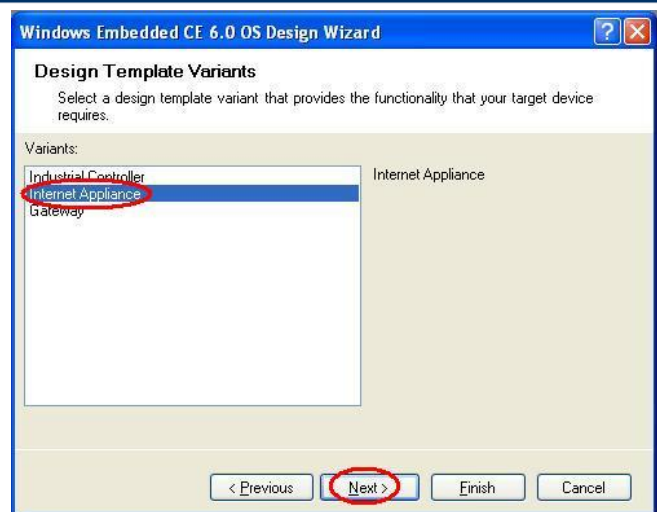 Windows Embedded CE 6.0 OS Design Wizard
Design Template Variants
Select a design template variant that provides the functionality that your target device
requires.
Variants:
Industrial Controller
Internet Appliance
Gateway
Internet Appliance
< Previous
Next >
Finish
Cancel